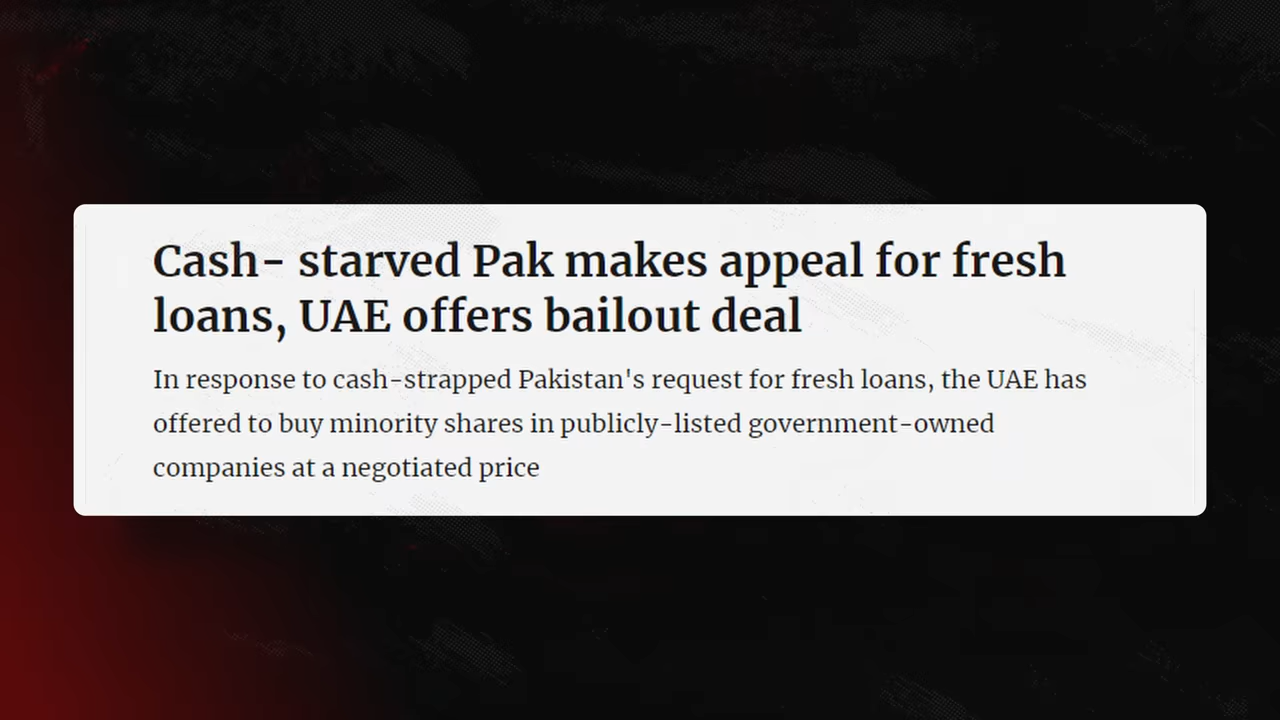 Cash- starved Pak makes appeal for fresh
loans, UAE offers bailout deal
In response to cash-strapped Pakistan's request for fresh loans, the UAE has
offered to buy minority shares in publicly-listed government-owned
companies at a negotiated price